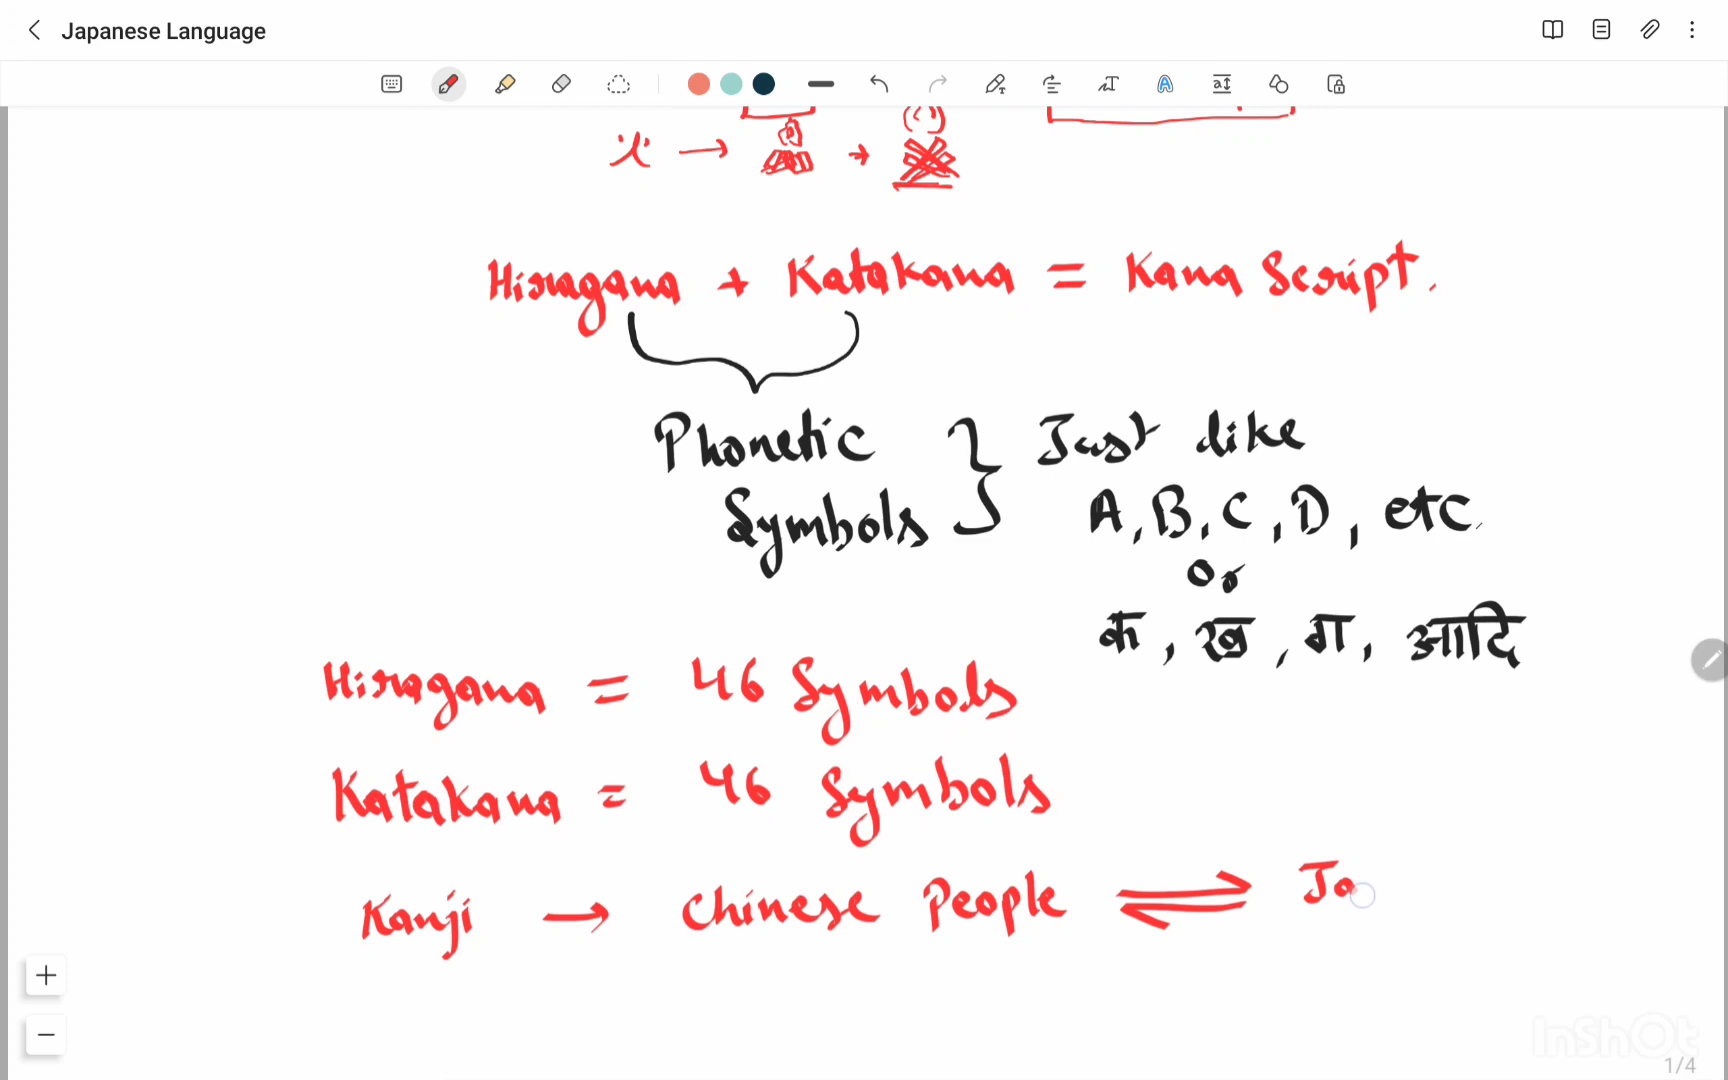 Japanese Language
火 → →
Hiragana + Katakana = Kana Script.
Phonetic } Just like
Symbols A, B, C, D, etc.
Or
क, ख, ग, आदि
Hiragana = 46 Symbols
Katakana = 46 Symbols
Kanji → Chinese People ⇌ Ja
InShOt
1/4